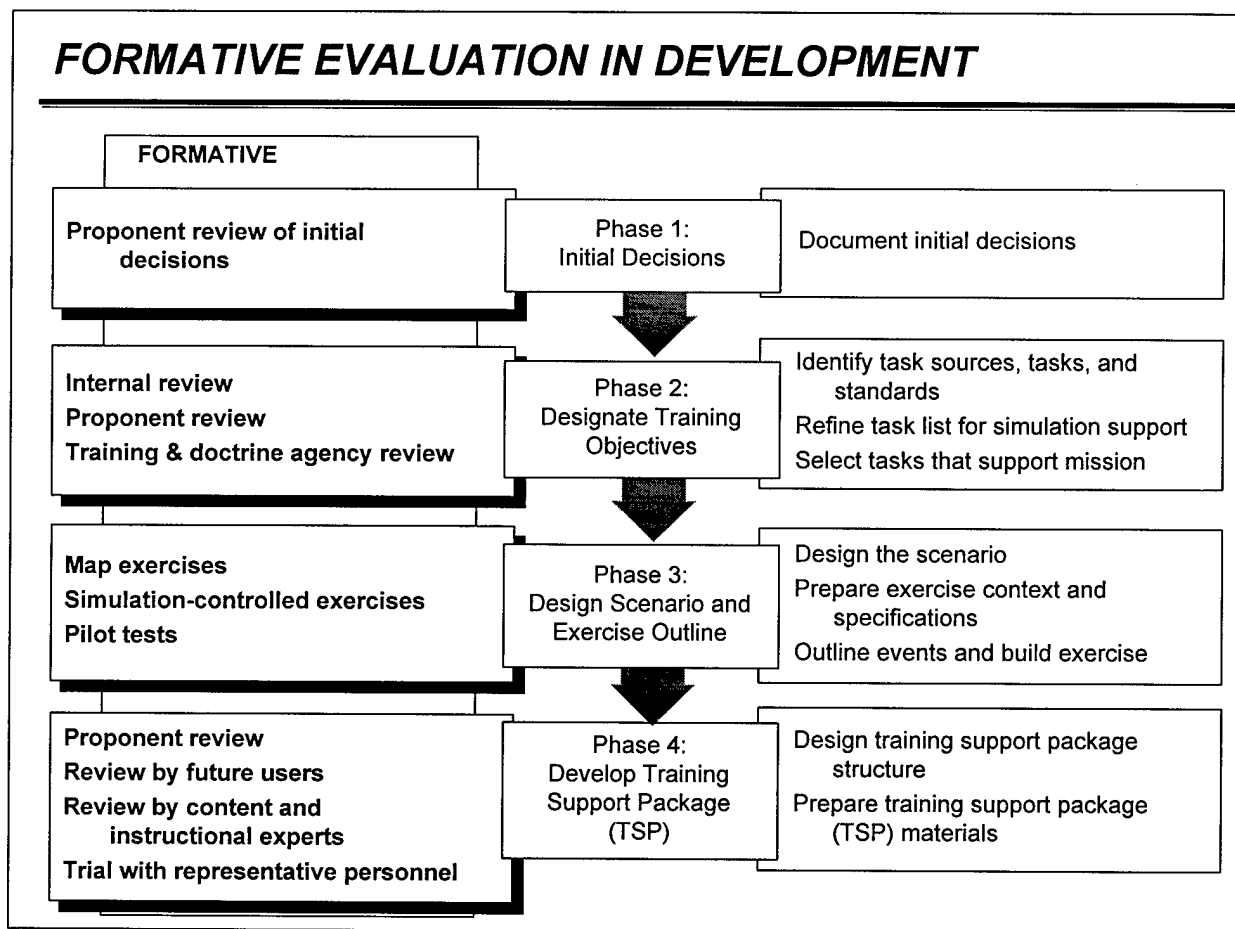 FORMATIVE EVALUATION IN DEVELOPMENT
FORMATIVE
Proponent review of initial
decisions
Phase 1:
Initial Decisions
Document initial decisions
Internal review
Proponent review
Training & doctrine agency review
Phase 2:
Designate Training
Objectives
Identify task sources, tasks, and
standards
Refine task list for simulation support
Select tasks that support mission
Map exercises
Simulation-controlled exercises
Pilot tests
Phase 3:
Design Scenario and
Exercise Outline
Design the scenario
Prepare exercise context and
specifications
Outline events and build exercise
Proponent review
Review by future users
Review by content and
instructional experts
Trial with representative personnel
Phase 4:
Develop Training
Support Package
(TSP)
Design training support package
structure
Prepare training support package
(TSP) materials